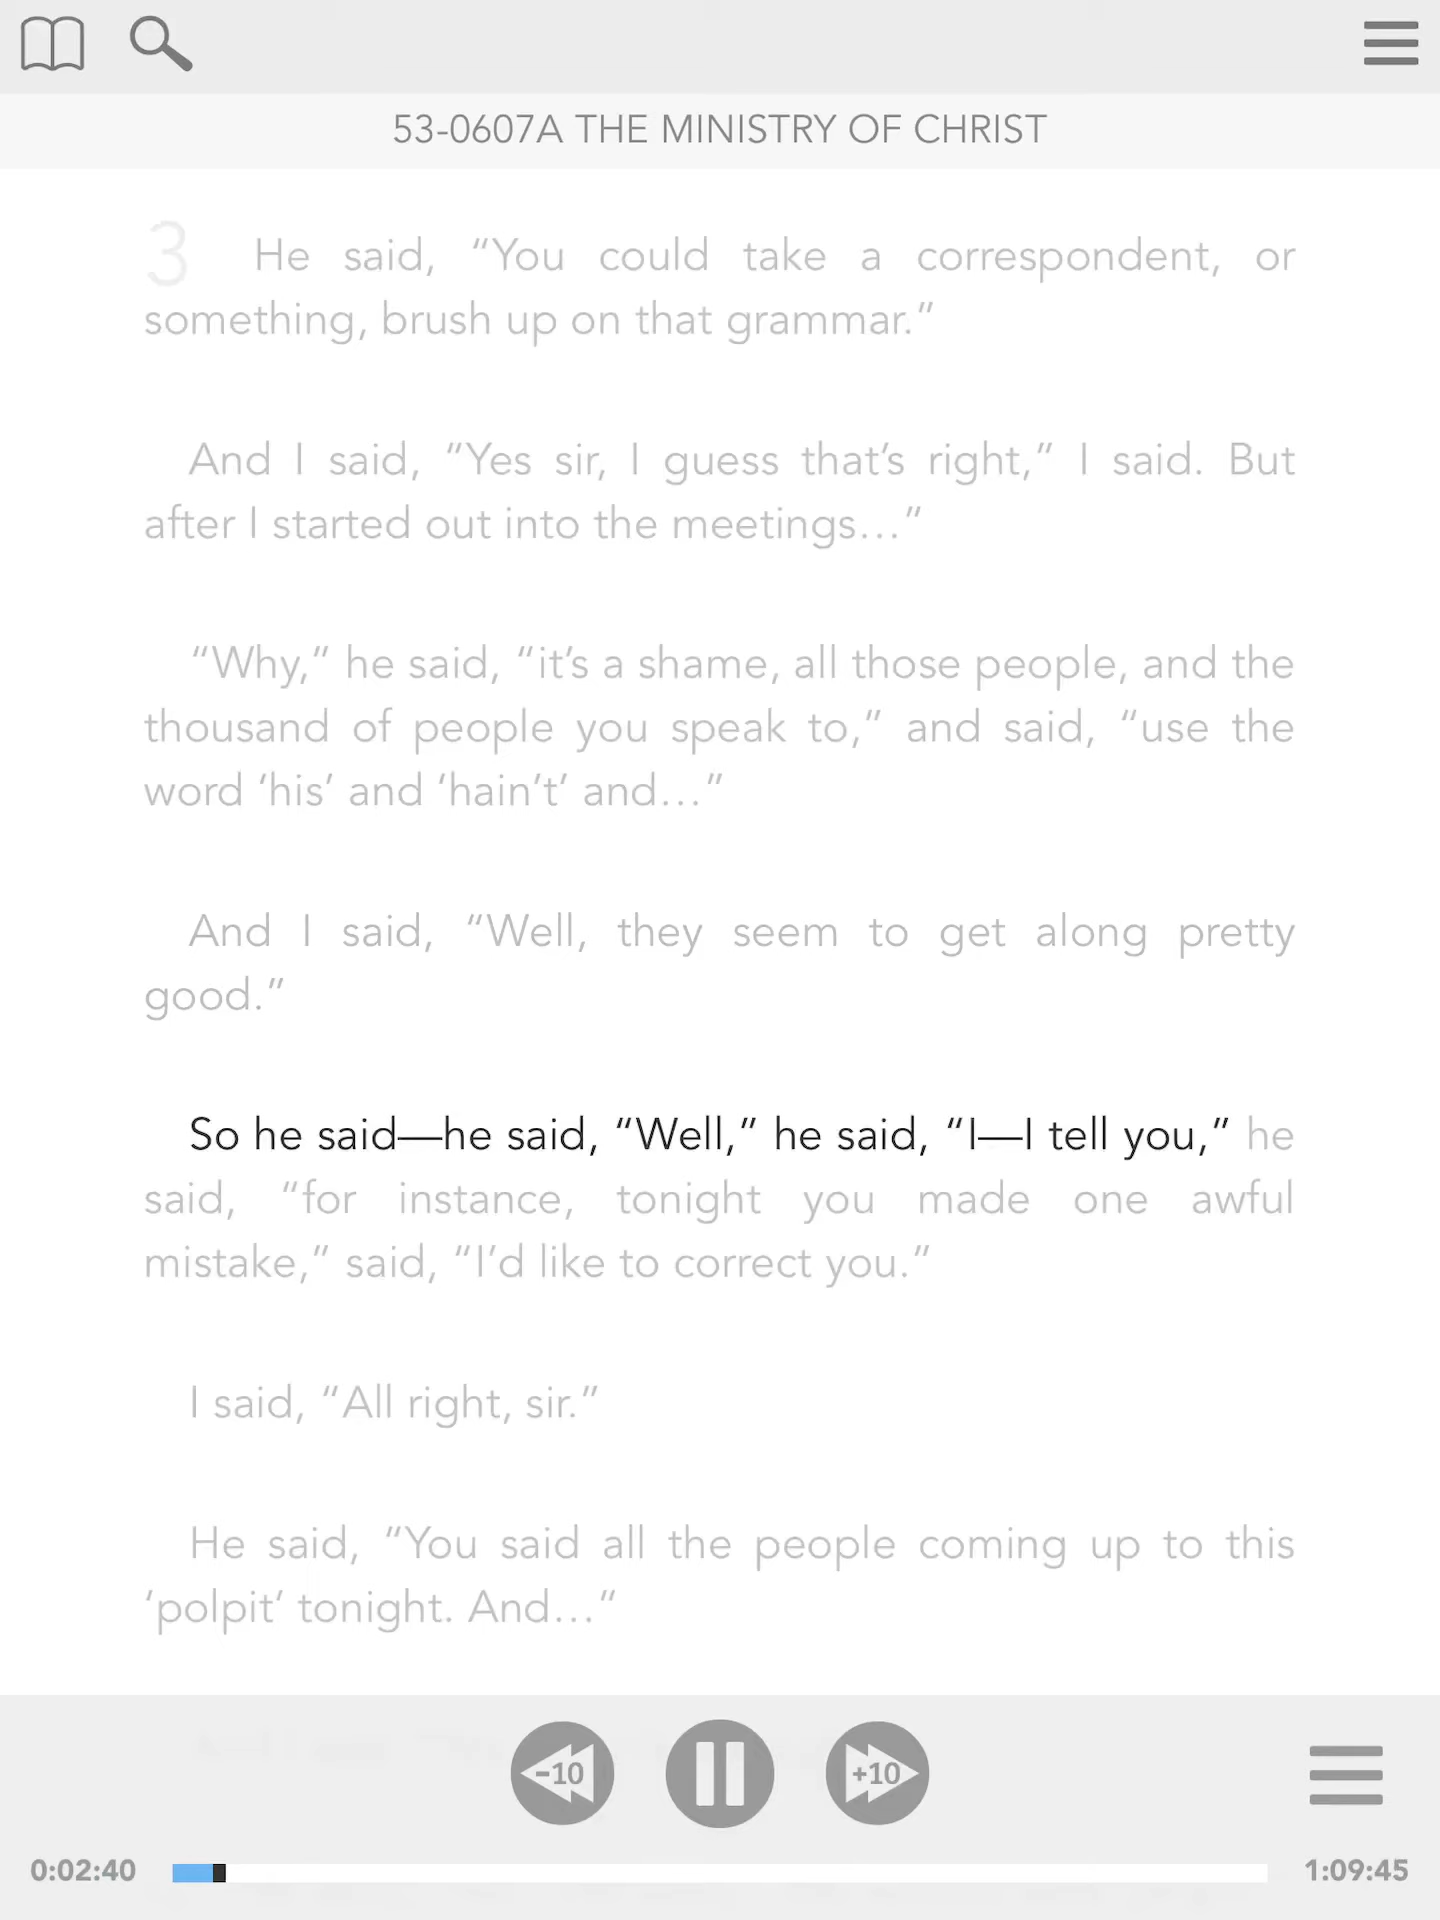 53-0607A THE MINISTRY OF CHRIST
3 He said, “You could take a correspondent, or
something, brush up on that grammar.”
And I said, “Yes sir, I guess that’s right,” I said. But
after I started out into the meetings…”
“Why,” he said, “it’s a shame, all those people, and the
thousand of people you speak to,” and said, “use the
word ‘his’ and ‘hain’t’ and…”
And I said, “Well, they seem to get along pretty
good.”
So he said—he said, “Well,” he said, “I—I tell you,” he
said, “for instance, tonight you made one awful
mistake,” said, “I’d like to correct you.”
I said, “All right, sir.”
He said, “You said all the people coming up to this
‘polpit’ tonight. And…”
-10 +10
0:02:40 1:09:45